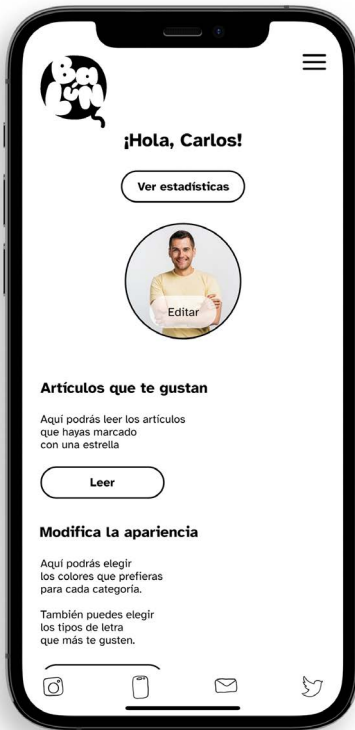 Ba
Lún
¡Hola, Carlos!
Ver estadísticas
Editar
Artículos que te gustan
Aquí podrás leer los artículos
que hayas marcado
con una estrella
Leer
Modifica la apariencia
Aquí podrás elegir
los colores que prefieras
para cada categoría.
También puedes elegir
los tipos de letra
que más te gusten.